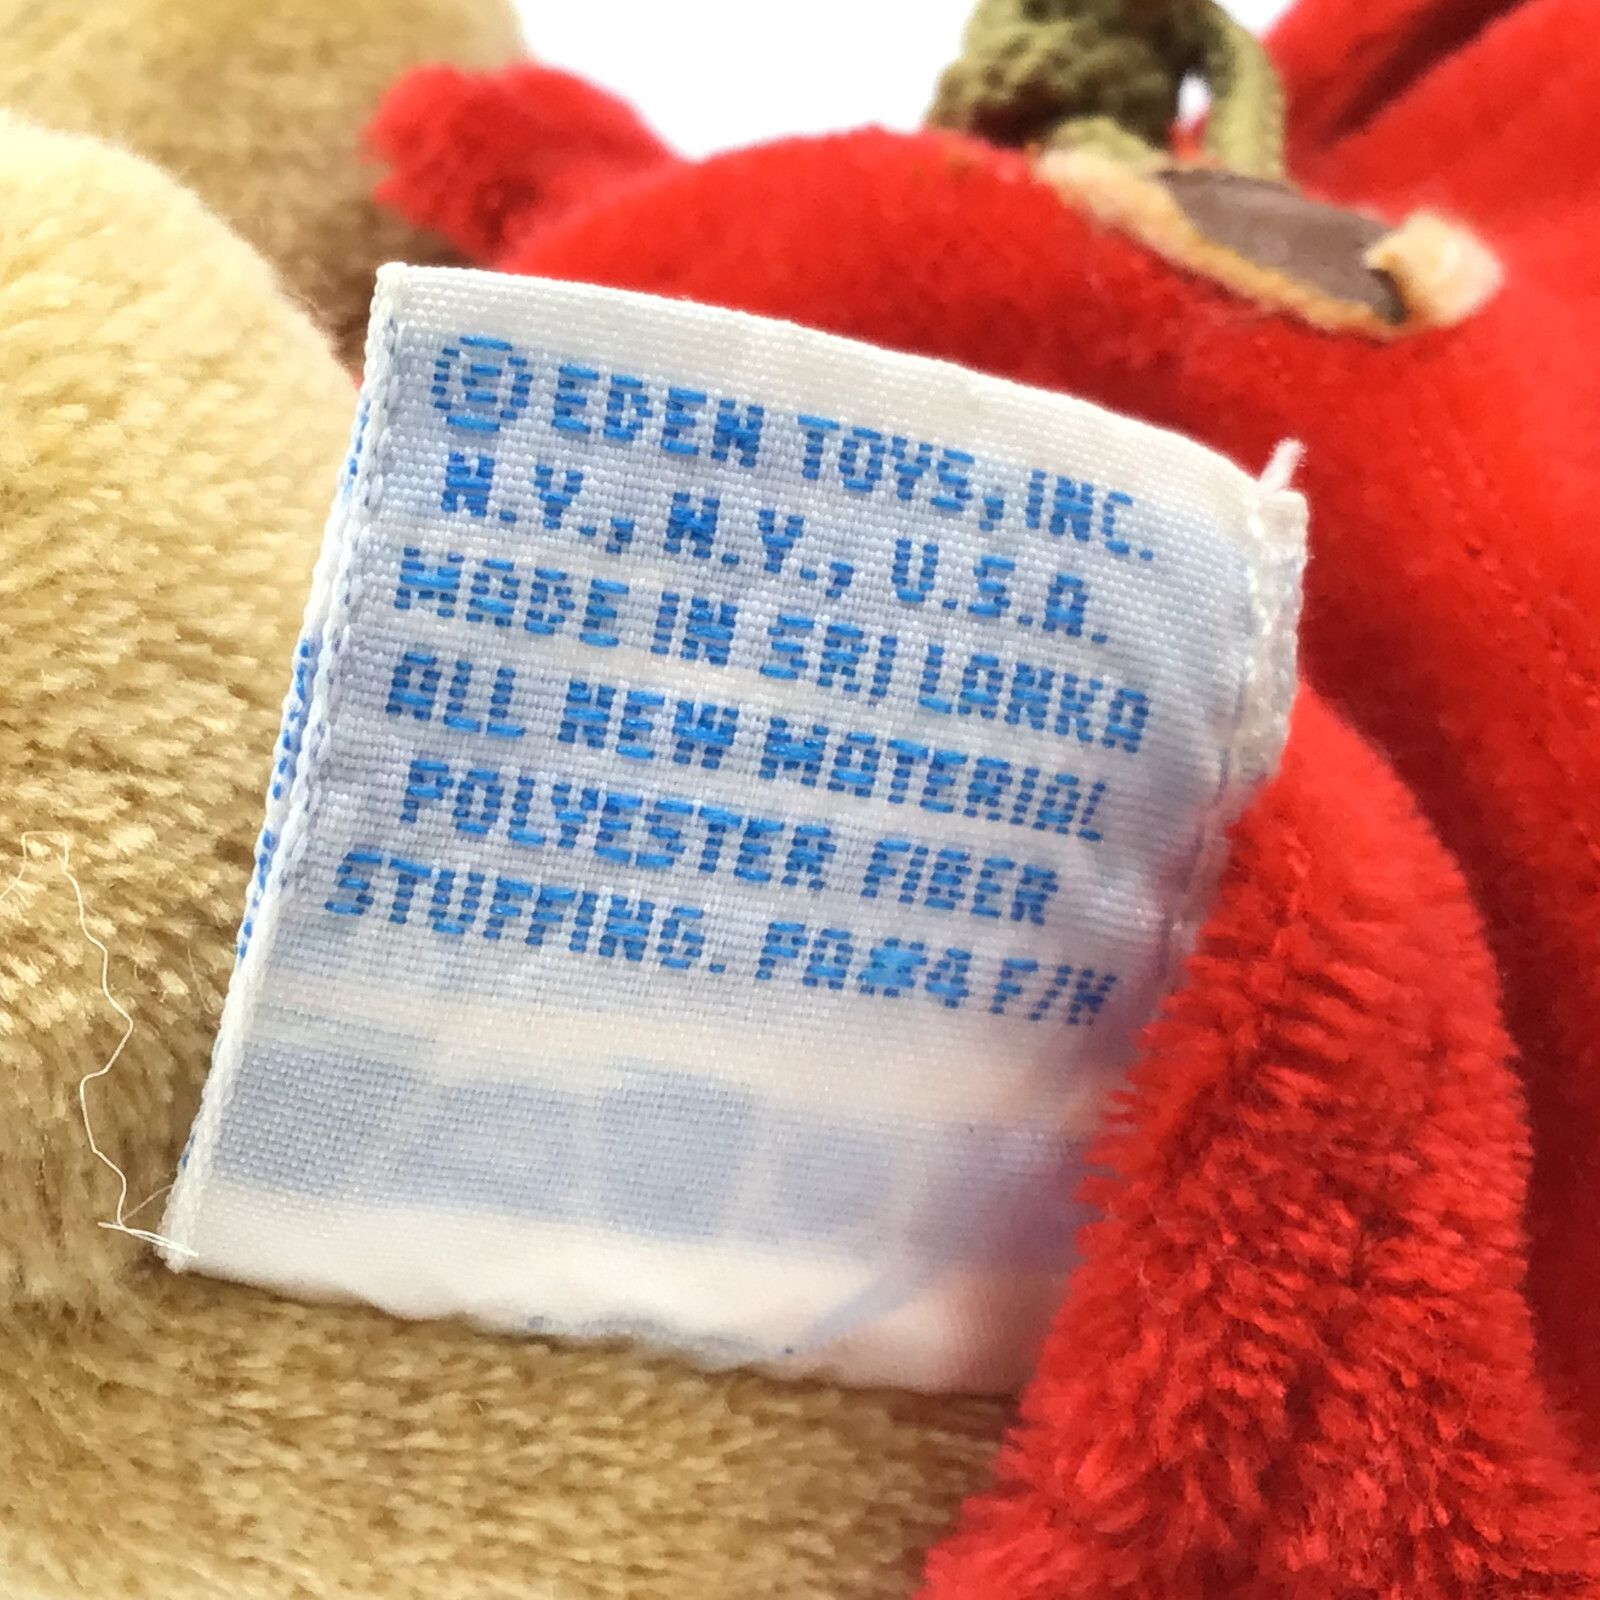 Ⓔ EDEN TOYS, INC.
N.Y., N.Y., U.S.A.
MADE IN SRI LANKA
ALL NEW MATERIAL
POLYESTER FIBER
STUFFING. PA#4 F/N